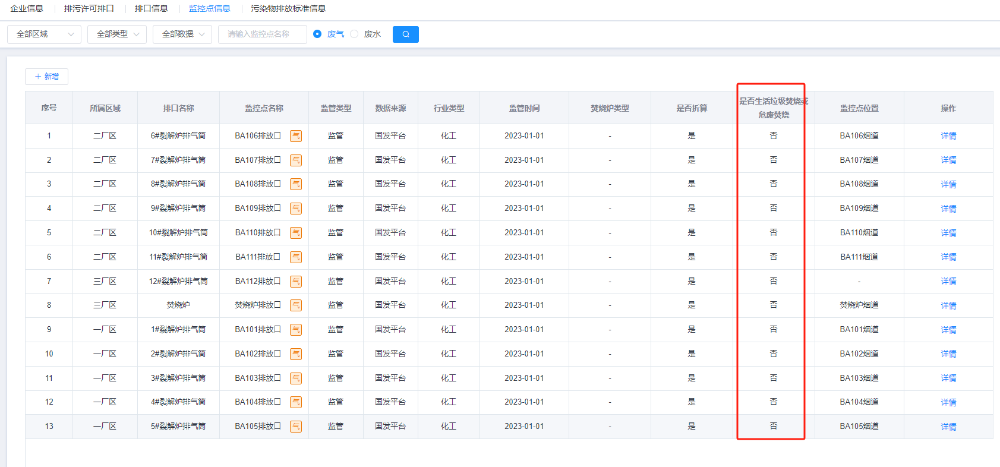 企业信息 排污许可排口 排口信息 监控点信息 污染物排放标准信息
全部区域 全部类型 全部数据 请输入监控点名称 废气 废水
+ 新增
序号 所属区域 排口名称 监控点名称 监管类型 数据来源 行业类型 监管时间 焚烧炉类型 是否折算 是否生活垃圾焚烧或危废焚烧 监控点位置 操作
1 二厂区 6#裂解炉排气筒 BA106排放口 气 监管 国发平台 化工 2023-01-01 - 是 否 BA106烟道 详情
2 二厂区 7#裂解炉排气筒 BA107排放口 气 监管 国发平台 化工 2023-01-01 - 是 否 BA107烟道 详情
3 二厂区 8#裂解炉排气筒 BA108排放口 气 监管 国发平台 化工 2023-01-01 - 是 否 BA108烟道 详情
4 二厂区 9#裂解炉排气筒 BA109排放口 气 监管 国发平台 化工 2023-01-01 - 是 否 BA109烟道 详情
5 二厂区 10#裂解炉排气筒 BA110排放口 气 监管 国发平台 化工 2023-01-01 - 是 否 BA110烟道 详情
6 二厂区 11#裂解炉排气筒 BA111排放口 气 监管 国发平台 化工 2023-01-01 - 是 否 BA111烟道 详情
7 三厂区 12#裂解炉排气筒 BA112排放口 气 监管 国发平台 化工 2023-01-01 - 是 否 - 详情
8 三厂区 焚烧炉 焚烧炉排放口 气 监管 国发平台 化工 2023-01-01 - 是 否 焚烧炉烟道 详情
9 一厂区 1#裂解炉排气筒 BA101排放口 气 监管 国发平台 化工 2023-01-01 - 是 否 BA101烟道 详情
10 一厂区 2#裂解炉排气筒 BA102排放口 气 监管 国发平台 化工 2023-01-01 - 是 否 BA102烟道 详情
11 一厂区 3#裂解炉排气筒 BA103排放口 气 监管 国发平台 化工 2023-01-01 - 是 否 BA103烟道 详情
12 一厂区 4#裂解炉排气筒 BA104排放口 气 监管 国发平台 化工 2023-01-01 - 是 否 BA104烟道 详情
13 一厂区 5#裂解炉排气筒 BA105排放口 气 监管 国发平台 化工 2023-01-01 - 是 否 BA105烟道 详情